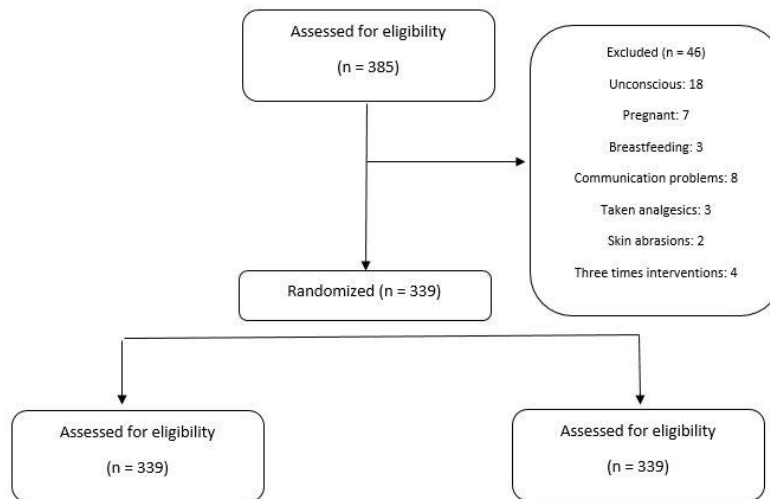 Assessed for eligibility
(n = 385)
Excluded (n = 46)
Unconscious: 18
Pregnant: 7
Breastfeeding: 3
Communication problems: 8
Taken analgesics: 3
Skin abrasions: 2
Three times interventions: 4
Randomized (n = 339)
Assessed for eligibility
(n = 339)
Assessed for eligibility
(n = 339)